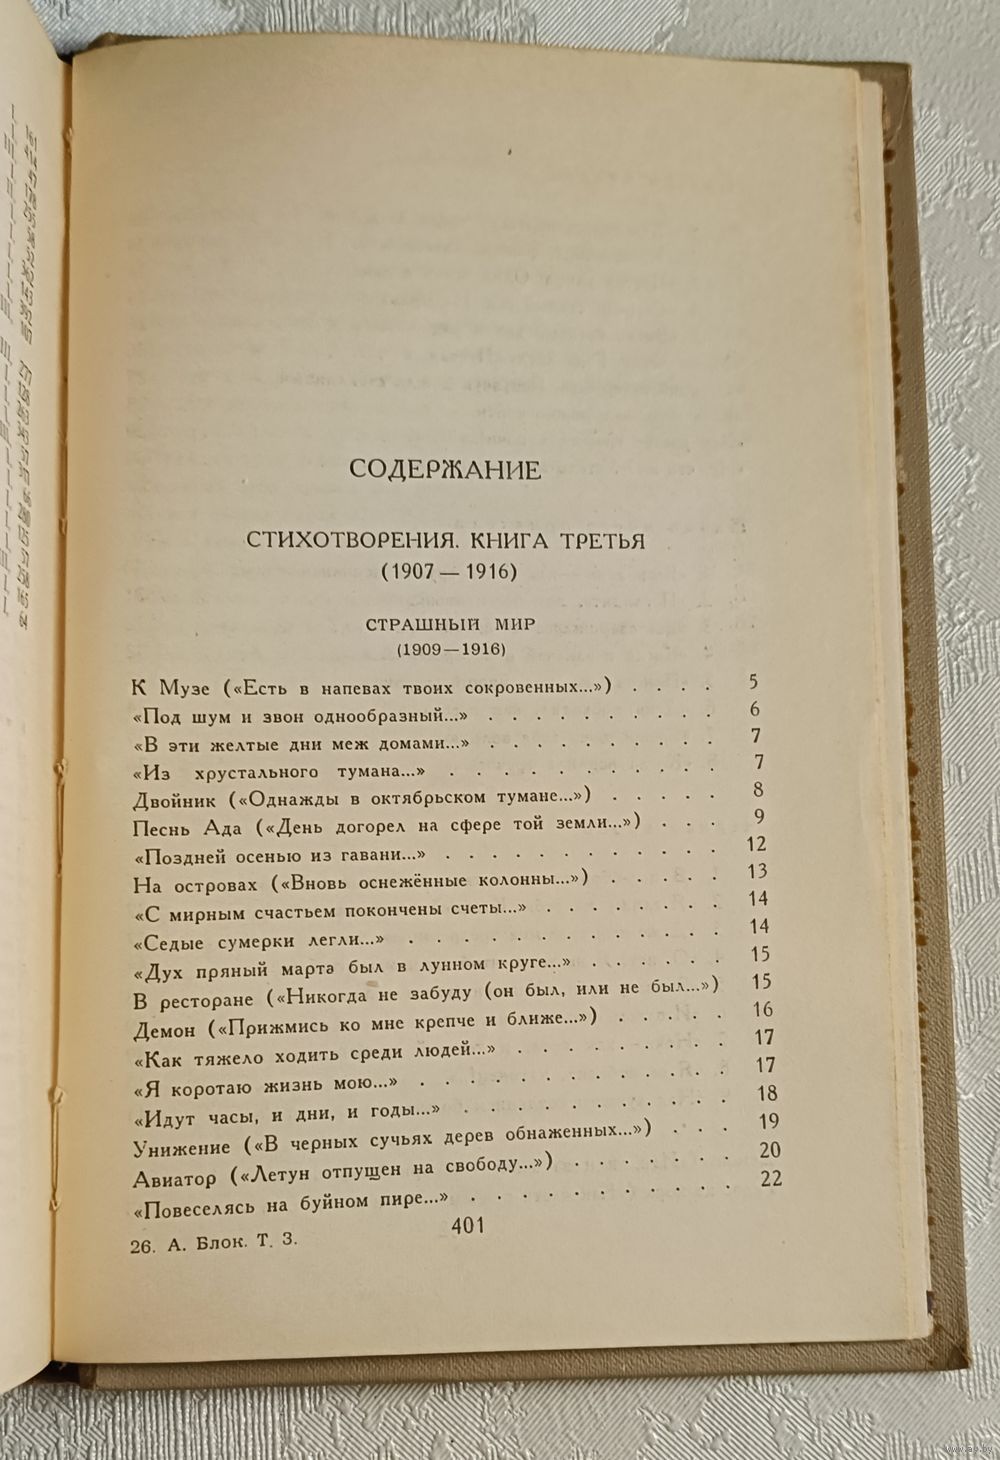 СОДЕРЖАНИЕ
СТИХОТВОРЕНИЯ. КНИГА ТРЕТЬЯ
(1907 — 1916)
СТРАШНЫЙ МИР
(1909—1916)
К Музе («Есть в напевах твоих сокровенных...») . . . . 5
«Под шум и звон однообразный...» . . . . . . . . . . 6
«В эти желтые дни меж домами...» . . . . . . . . . . 7
«Из хрустального тумана...» . . . . . . . . . . . 7
Двойник («Однажды в октябрьском тумане...») . . . . . 8
Песнь Ада («День догорел на сфере той земли...») . . . 9
«Поздней осенью из гавани...» . . . . . . . . . . . . 12
На островах («Вновь оснежённые колонны...») . . . . . 13
«С мирным счастьем покончены счеты...» . . . . . . . . 14
«Седые сумерки легли...» . . . . . . . . . . . . . 14
«Дух пряный марта был в лунном круге...» . . . . . . 15
В ресторане («Никогда не забуду (он был, или не был...») 15
Демон («Прижмись ко мне крепче и ближе...») . . . . . 16
«Как тяжело ходить среди людей...» . . . . . . . . . 17
«Я коротаю жизнь мою...» . . . . . . . . . . . . . 17
«Идут часы, и дни, и годы...» . . . . . . . . . . . 18
Унижение («В черных сучьях дерев обнаженных...») . . . 19
Авиатор («Летун отпущен на свободу...») . . . . . . . 20
«Повеселясь на буйном пире...» . . . . . . . . . . . 22
401
26. А. Блок. Т. 3.
www.ay.by